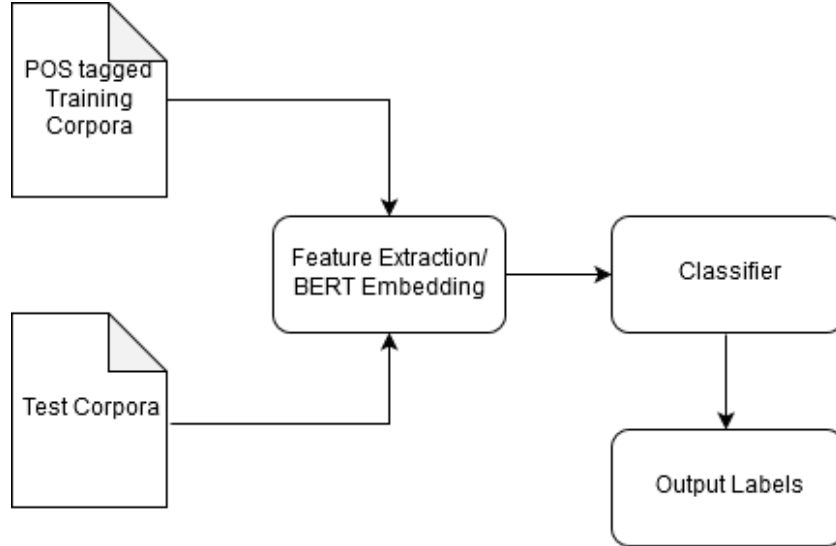 POS tagged
Training
Corpora
Feature Extraction/
BERT Embedding
Classifier
Test Corpora
Output Labels